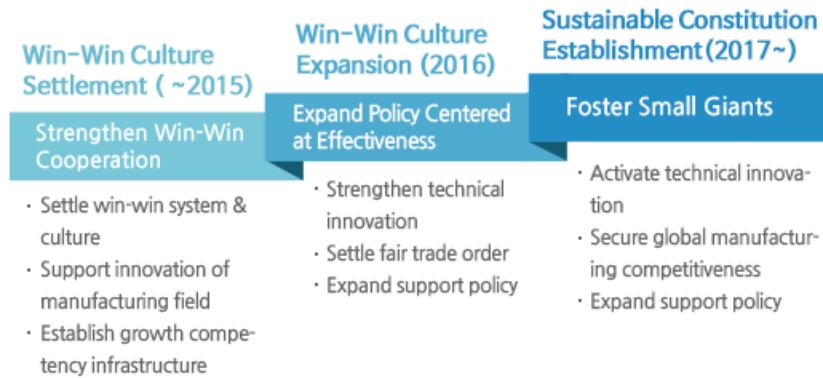 Win-Win Culture
Settlement ( ~2015)
Strengthen Win-Win
Cooperation
· Settle win-win system &
culture
· Support innovation of
manufacturing field
· Establish growth compe-
tency infrastructure
Win-Win Culture
Expansion (2016)
Expand Policy Centered
at Effectiveness
· Strengthen technical
innovation
· Settle fair trade order
· Expand support policy
Sustainable Constitution
Establishment(2017~)
Foster Small Giants
· Activate technical innova-
tion
· Secure global manufactur-
ing competitiveness
· Expand support policy